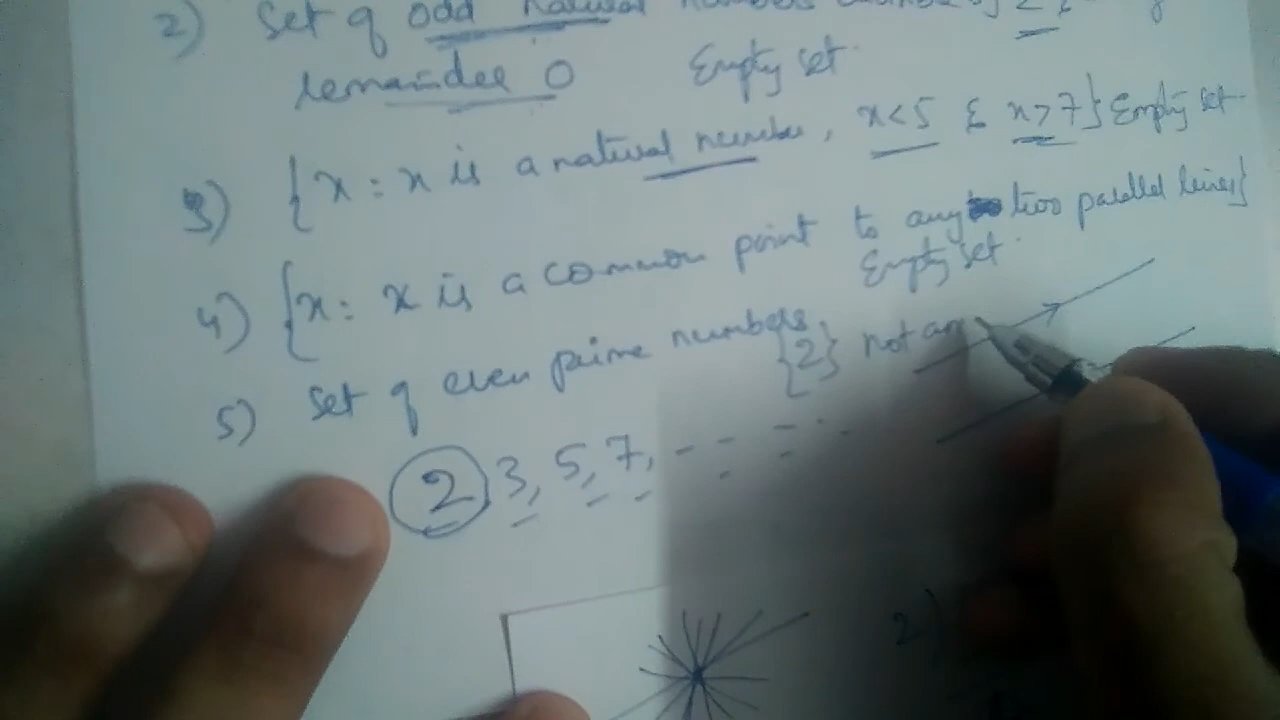 2) Set of odd natural numbers
remainder 0 Empty set
3) {x : x is a natural number, x<5 & x>7} Empty set
4) {x : x is a common point to any two parallel lines}
Empty set
5) Set of even prime numbers, {2} not an
2 3, 5, 7, - - - - -
2)